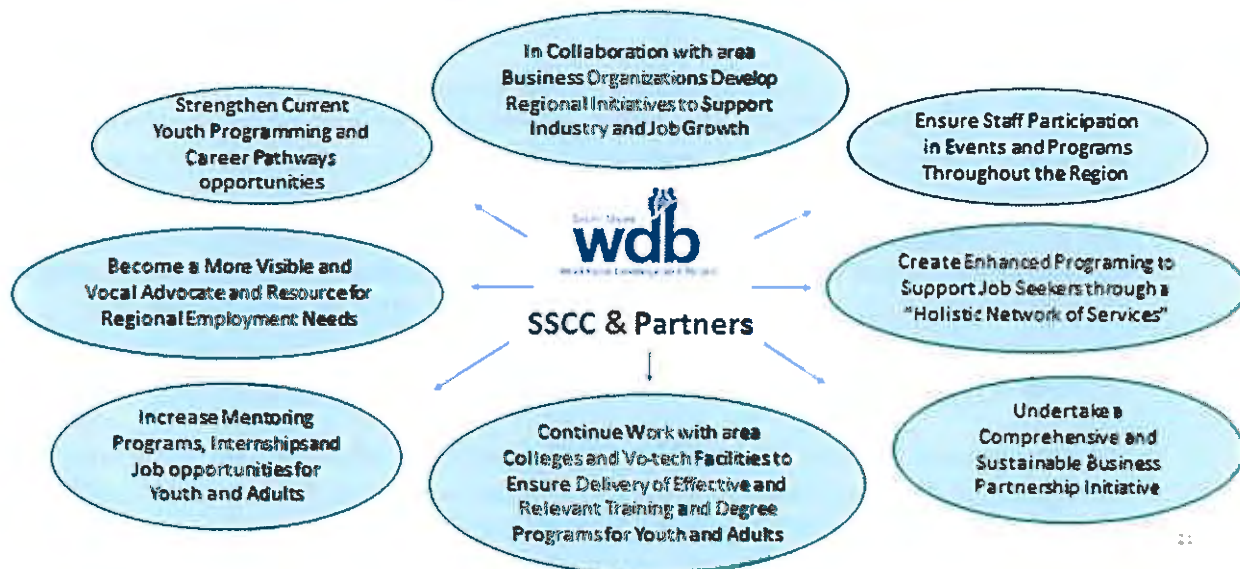 In Collaboration with area
Business Organizations Develop
Regional Initiatives to Support
Industry and Job Growth
Strengthen Current
Youth Programming and
Career Pathways
opportunities
Ensure Staff Participation
in Events and Programs
Throughout the Region
wdb
Become a More Visible and
Vocal Advocate and Resource for
Regional Employment Needs
Create Enhanced Programing to
Support Job Seekers through a
"Holistic Network of Services"
SSCC & Partners
Increase Mentoring
Programs, Internships and
Job opportunities for
Youth and Adults
Continue Work with area
Colleges and Vo-tech Facilities to
Ensure Delivery of Effective and
Relevant Training and Degree
Programs for Youth and Adults
Undertake a
Comprehensive and
Sustainable Business
Partnership Initiative